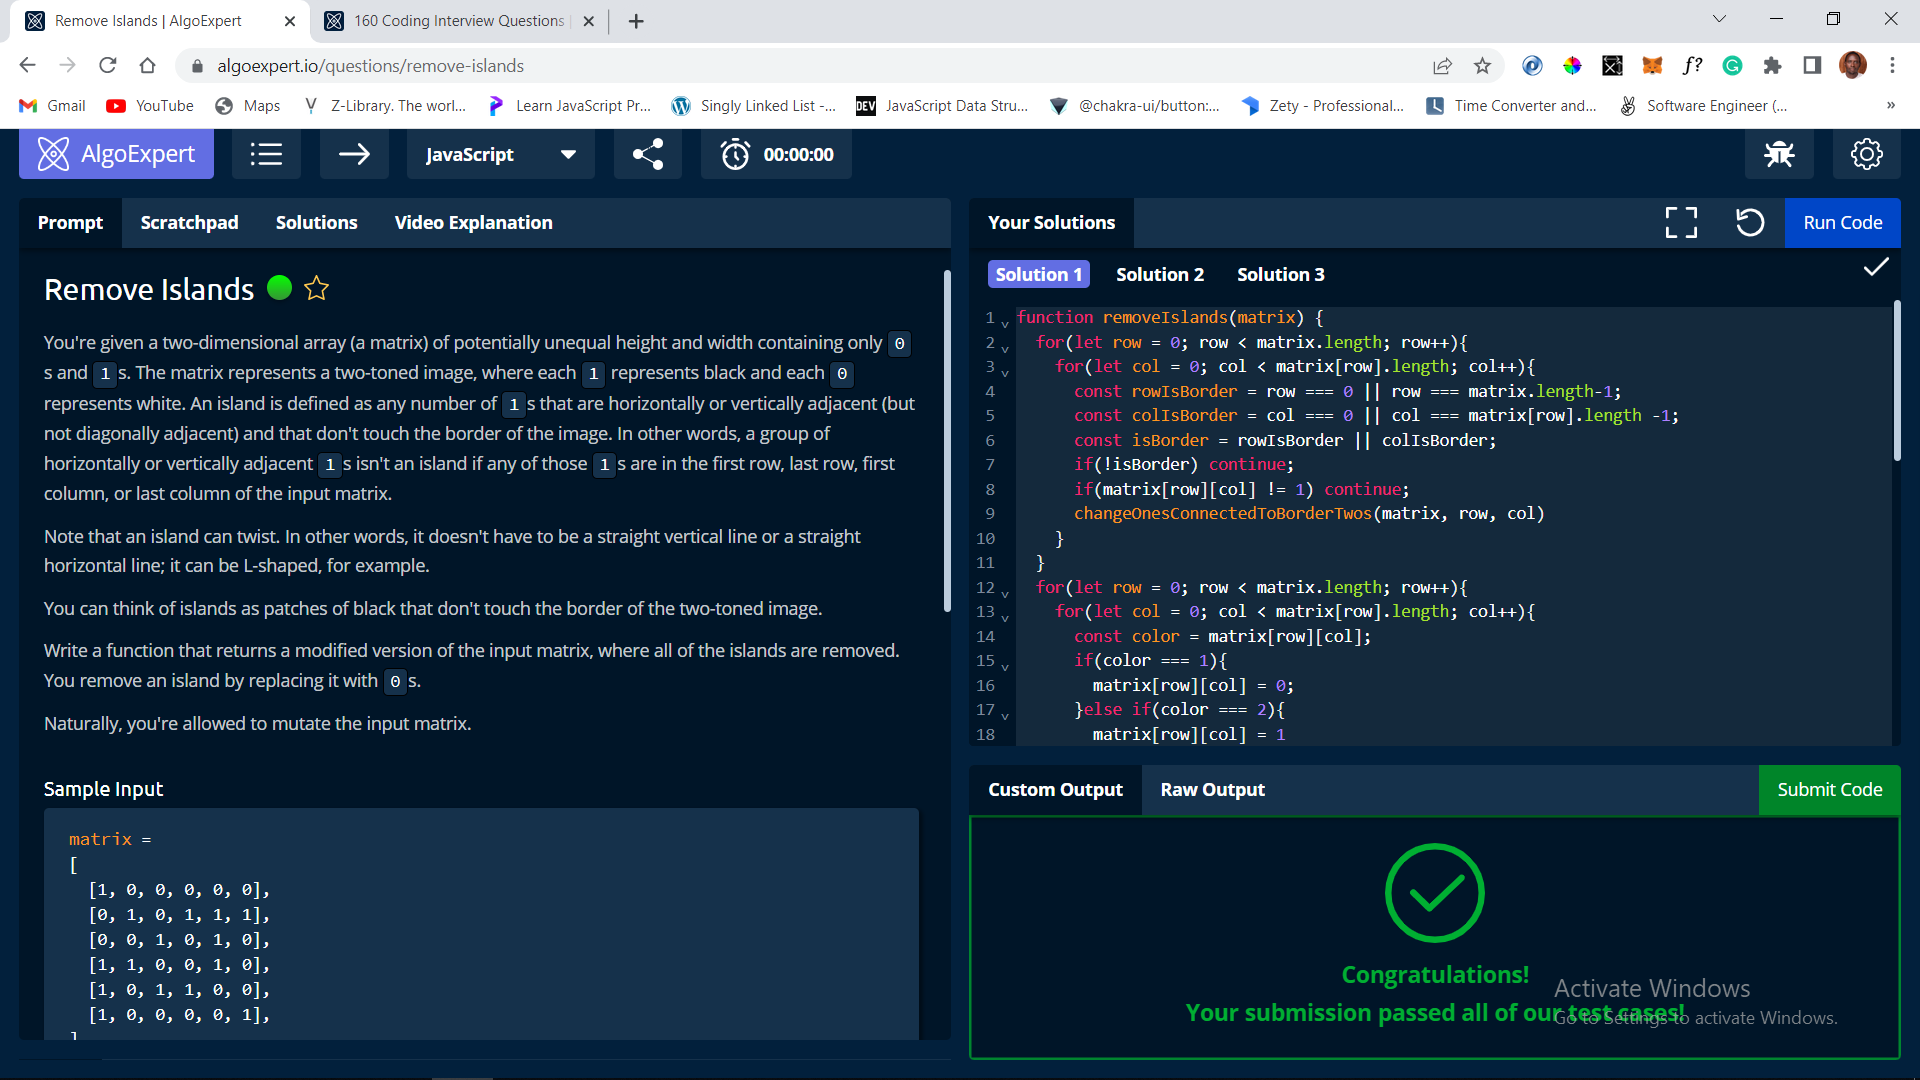 Remove Islands | AlgoExpert
160 Coding Interview Questions
algoexpert.io/questions/remove-islands
f?
Gmail
YouTube
Maps
Z-Library. The worl...
Learn JavaScript Pr...
Singly Linked List -...
DEV JavaScript Data Stru...
@chakra-ui/button:...
Zety - Professional...
Time Converter and...
Software Engineer (...
»
AlgoExpert
JavaScript
00:00:00
Prompt
Scratchpad
Solutions
Video Explanation
Remove Islands
You're given a two-dimensional array (a matrix) of potentially unequal height and width containing only 0
s and 1 s. The matrix represents a two-toned image, where each 1 represents black and each 0
represents white. An island is defined as any number of 1 s that are horizontally or vertically adjacent (but
not diagonally adjacent) and that don't touch the border of the image. In other words, a group of
horizontally or vertically adjacent 1 s isn't an island if any of those 1 s are in the first row, last row, first
column, or last column of the input matrix.
Note that an island can twist. In other words, it doesn't have to be a straight vertical line or a straight
horizontal line; it can be L-shaped, for example.
You can think of islands as patches of black that don't touch the border of the two-toned image.
Write a function that returns a modified version of the input matrix, where all of the islands are removed.
You remove an island by replacing it with 0 s.
Naturally, you're allowed to mutate the input matrix.
Sample Input
matrix =
[
[1, 0, 0, 0, 0, 0],
[0, 1, 0, 1, 1, 1],
[0, 0, 1, 0, 1, 0],
[1, 1, 0, 0, 1, 0],
[1, 0, 1, 1, 0, 0],
[1, 0, 0, 0, 0, 1],
]
Your Solutions
Run Code
Solution 1
Solution 2
Solution 3
1 function removeIslands(matrix) {
2 for(let row = 0; row < matrix.length; row++){
3 for(let col = 0; col < matrix[row].length; col++){
4 const rowIsBorder = row === 0 || row === matrix.length-1;
5 const colIsBorder = col === 0 || col === matrix[row].length -1;
6 const isBorder = rowIsBorder || colIsBorder;
7 if(!isBorder) continue;
8 if(matrix[row][col] != 1) continue;
9 changeOnesConnectedToBorderTwos(matrix, row, col)
10 }
11 }
12 for(let row = 0; row < matrix.length; row++){
13 for(let col = 0; col < matrix[row].length; col++){
14 const color = matrix[row][col];
15 if(color === 1){
16 matrix[row][col] = 0;
17 }else if(color === 2){
18 matrix[row][col] = 1
Custom Output
Raw Output
Submit Code
Congratulations!
Your submission passed all of our test cases!
Activate Windows
Go to Settings to activate Windows.